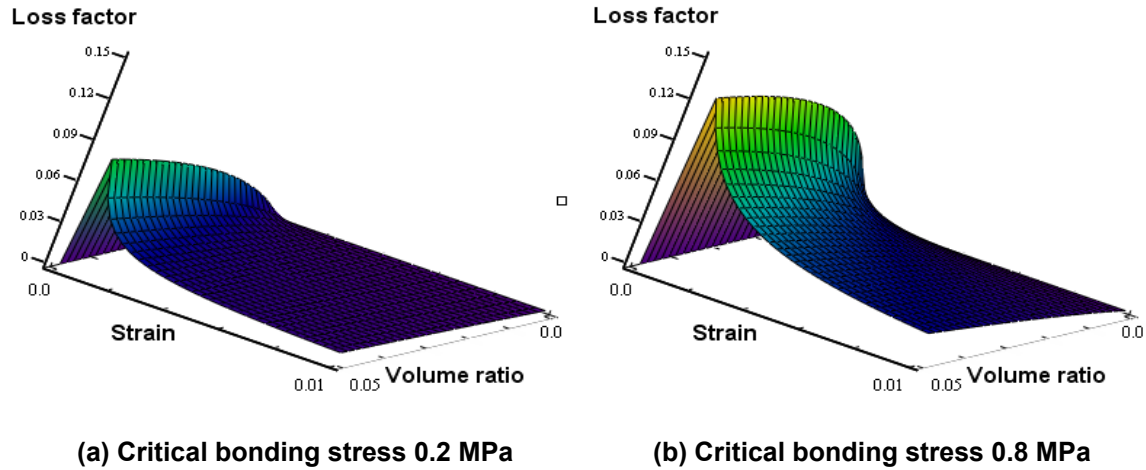 Loss factor
0.15
0.12
0.09
0.06
0.03
0
0.0
Strain
0.01
0.05
Volume ratio
0.0
(a) Critical bonding stress 0.2 MPa
Loss factor
0.15
0.12
0.09
0.06
0.03
0
0.0
Strain
0.01
0.05
Volume ratio
0.0
(b) Critical bonding stress 0.8 MPa